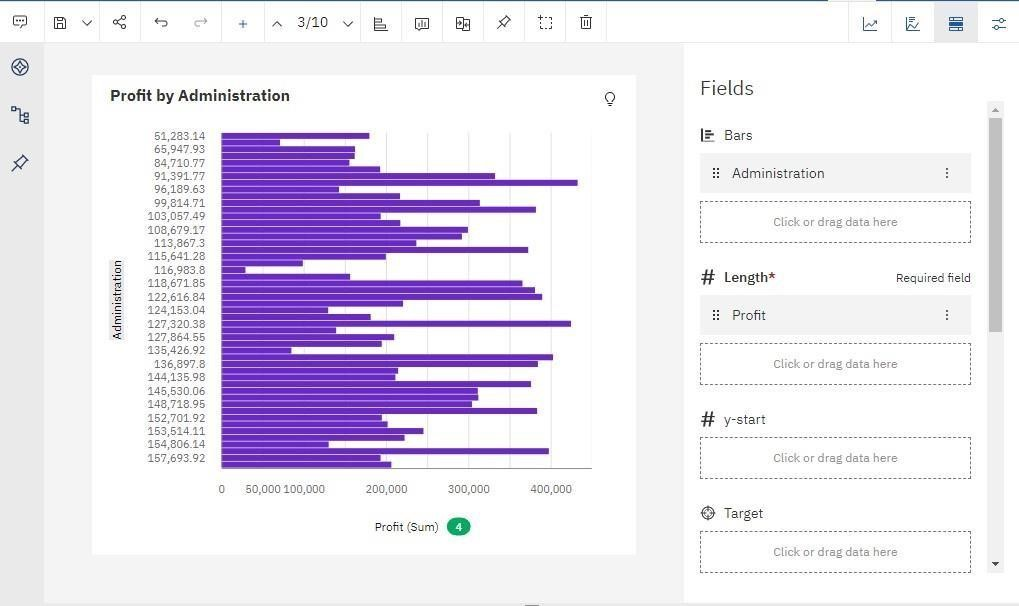 3/10
Profit by Administration
51,283.14
65,947.93
84,710.77
91,391.77
96,189.63
99,814.71
103,057.49
108,679.17
113,867.3
115,641.28
116,983.8
118,671.85
122,616.84
124,153.04
127,320.38
127,864.55
135,426.92
136,897.8
144,135.98
145,530.06
148,718.95
152,701.92
153,514.11
154,806.14
157,693.92
Administration
0 50,000 100,000 200,000 300,000 400,000
Profit (Sum) 4
Fields
Bars
Administration
Click or drag data here
# Length* Required field
Profit
Click or drag data here
# y-start
Click or drag data here
Target
Click or drag data here